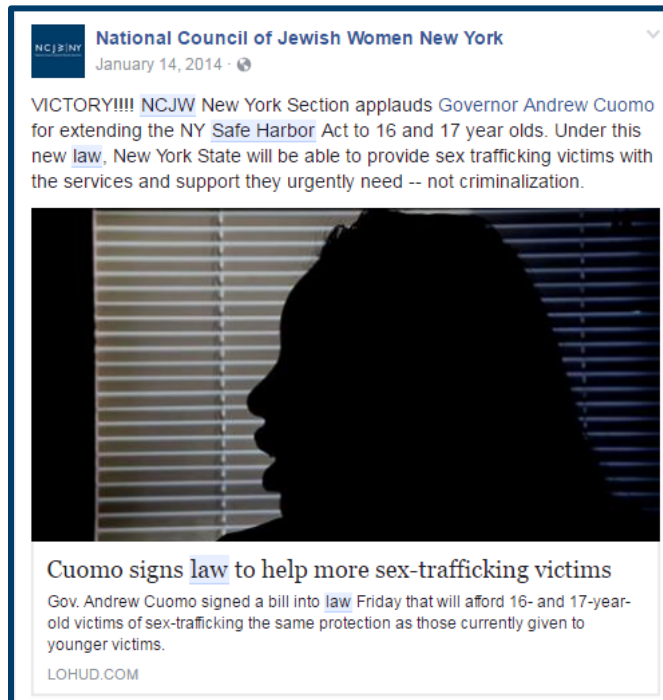 NCJW|NY
National Council of Jewish Women New York
January 14, 2014 ·
VICTORY!!!! NCJW New York Section applauds Governor Andrew Cuomo
for extending the NY Safe Harbor Act to 16 and 17 year olds. Under this
new law, New York State will be able to provide sex trafficking victims with
the services and support they urgently need -- not criminalization.
Cuomo signs law to help more sex-trafficking victims
Gov. Andrew Cuomo signed a bill into law Friday that will afford 16- and 17-year-
old victims of sex-trafficking the same protection as those currently given to
younger victims.
LOHUD.COM